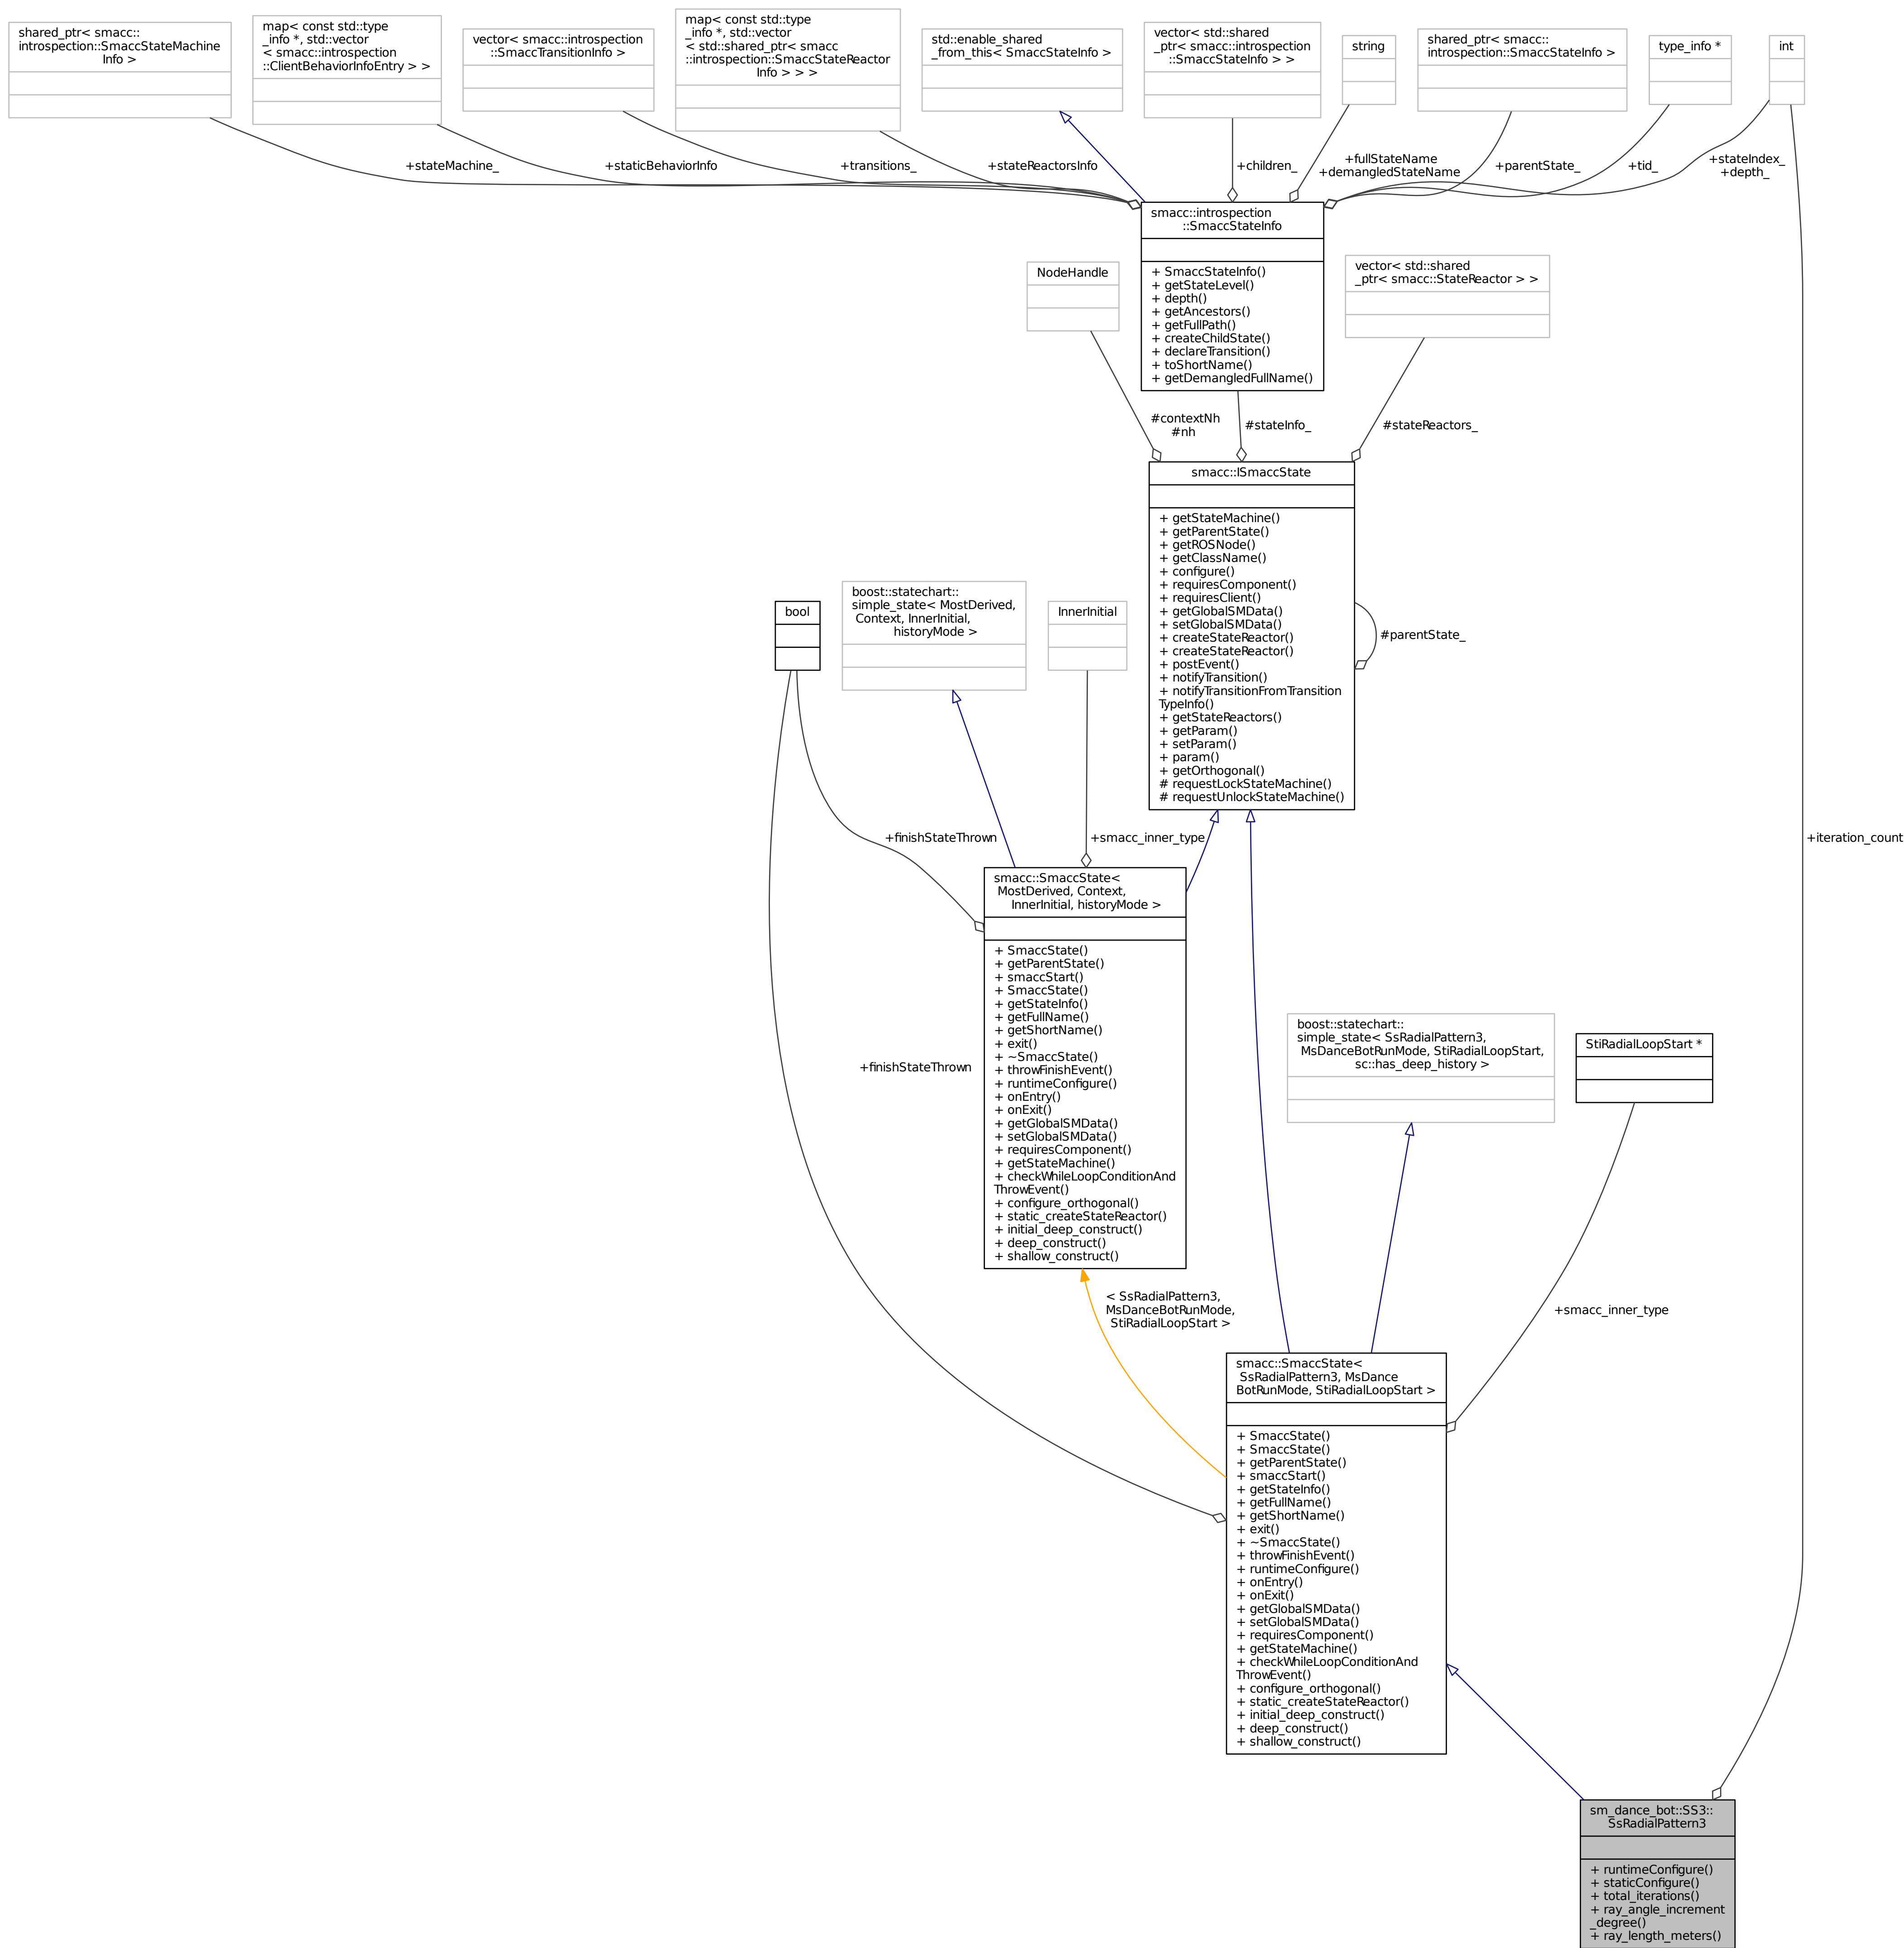 shared_ptr< smacc::
introspection::SmaccStateMachine
Info >
map< const std::type
_info *, std::vector
< smacc::introspection
::ClientBehaviorInfoEntry > >
vector< smacc::introspection
::SmaccTransitionInfo >
map< const std::type
_info *, std::vector
< std::shared_ptr< smacc
::introspection::SmaccStateReactor
Info > > >
std::enable_shared
_from_this< SmaccStateInfo >
vector< std::shared
_ptr< smacc::introspection
::SmaccStateInfo > >
string
shared_ptr< smacc::
introspection::SmaccStateInfo >
type_info *
int
+stateMachine_
+staticBehaviorInfo
+transitions_
+stateReactorsInfo
+children_
+fullStateName
+demangledStateName
+parentState_
+tid_
+stateIndex_
+depth_
smacc::introspection
::SmaccStateInfo
+ SmaccStateInfo()
+ getStateLevel()
+ depth()
+ getAncestors()
+ getFullPath()
+ createChildState()
+ declareTransition()
+ toShortName()
+ getDemangledFullName()
NodeHandle
vector< std::shared
_ptr< smacc::StateReactor > >
#contextNh
#nh
#stateInfo_
#stateReactors_
smacc::ISmaccState
+ getStateMachine()
+ getParentState()
+ getROSNode()
+ getClassName()
+ configure()
+ requiresComponent()
+ requiresClient()
+ getGlobalSMData()
+ setGlobalSMData()
+ createStateReactor()
+ createStateReactor()
+ postEvent()
+ notifyTransition()
+ notifyTransitionFromTransition
TypeInfo()
+ getStateReactors()
+ getParam()
+ setParam()
+ param()
+ getOrthogonal()
# requestLockStateMachine()
# requestUnlockStateMachine()
#parentState_
bool
boost::statechart::
simple_state< MostDerived,
Context, InnerInitial,
historyMode >
InnerInitial
+finishStateThrown
+smacc_inner_type
+iteration_count
smacc::SmaccState<
MostDerived, Context,
InnerInitial, historyMode >
+ SmaccState()
+ getParentState()
+ smaccStart()
+ SmaccState()
+ getStateInfo()
+ getFullName()
+ getShortName()
+ exit()
+ ~SmaccState()
+ throwFinishEvent()
+ runtimeConfigure()
+ onEntry()
+ onExit()
+ getGlobalSMData()
+ setGlobalSMData()
+ requiresComponent()
+ getStateMachine()
+ checkWhileLoopConditionAnd
ThrowEvent()
+ configure_orthogonal()
+ static_createStateReactor()
+ initial_deep_construct()
+ deep_construct()
+ shallow_construct()
+finishStateThrown
boost::statechart::
simple_state< SsRadialPattern3,
MsDanceBotRunMode, StiRadialLoopStart,
sc::has_deep_history >
StiRadialLoopStart *
< SsRadialPattern3,
MsDanceBotRunMode,
StiRadialLoopStart >
+smacc_inner_type
smacc::SmaccState<
SsRadialPattern3, MsDance
BotRunMode, StiRadialLoopStart >
+ SmaccState()
+ SmaccState()
+ getParentState()
+ smaccStart()
+ getStateInfo()
+ getFullName()
+ getShortName()
+ exit()
+ ~SmaccState()
+ throwFinishEvent()
+ runtimeConfigure()
+ onEntry()
+ onExit()
+ getGlobalSMData()
+ setGlobalSMData()
+ requiresComponent()
+ getStateMachine()
+ checkWhileLoopConditionAnd
ThrowEvent()
+ configure_orthogonal()
+ static_createStateReactor()
+ initial_deep_construct()
+ deep_construct()
+ shallow_construct()
sm_dance_bot::SS3::
SsRadialPattern3
+ runtimeConfigure()
+ staticConfigure()
+ total_iterations()
+ ray_angle_increment
_degree()
+ ray_length_meters()